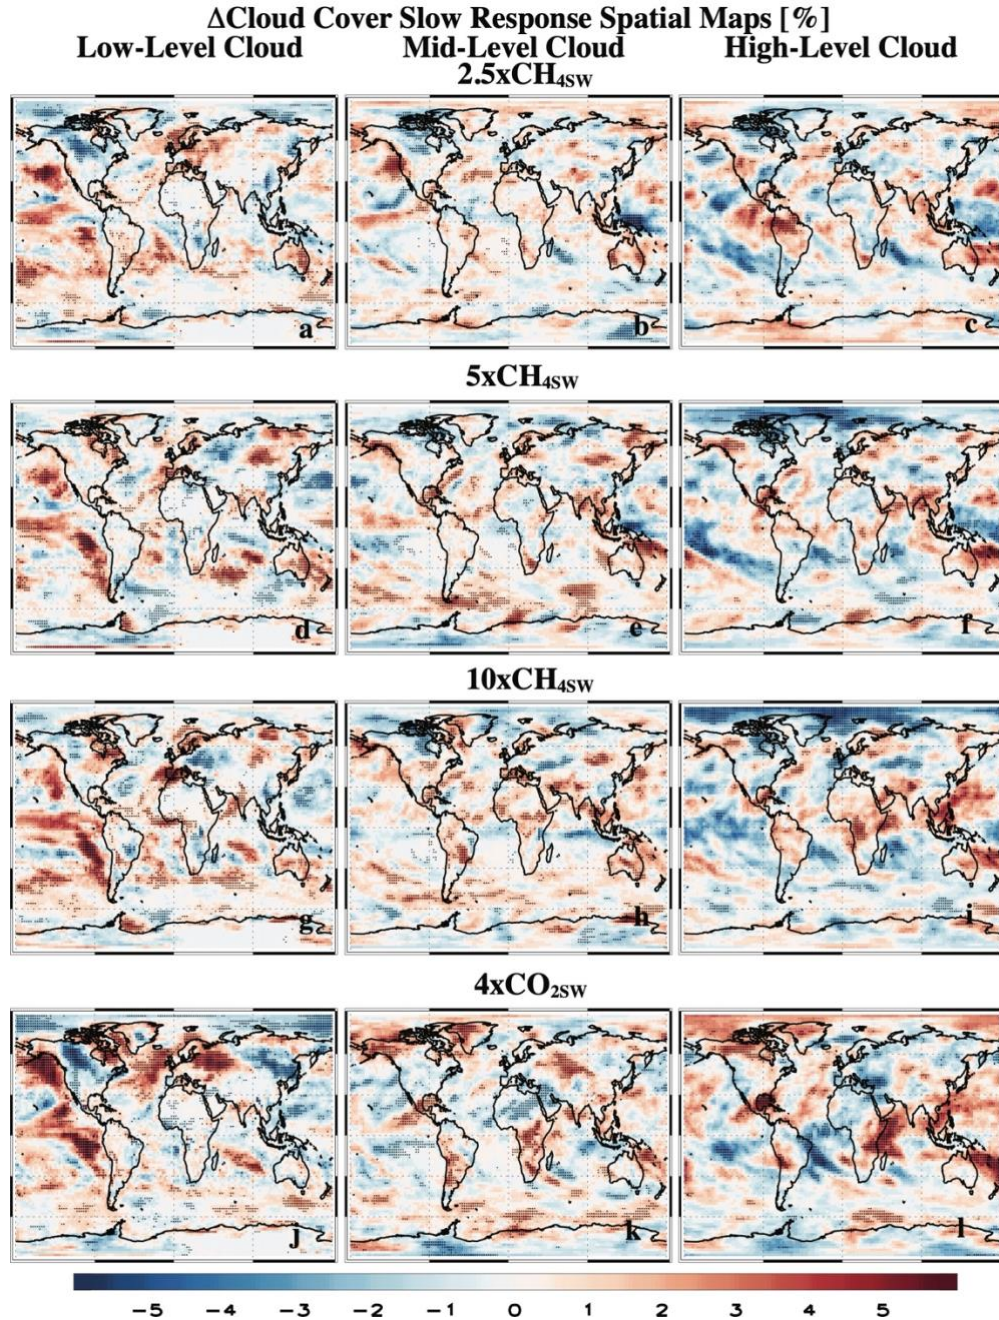 ΔCloud Cover Slow Response Spatial Maps [%]
Low-Level Cloud Mid-Level Cloud High-Level Cloud
2.5xCH₄SW
a b c
5xCH₄SW
d e f
10xCH₄SW
g h i
4xCO₂SW
j k l
−5 −4 −3 −2 −1 0 1 2 3 4 5